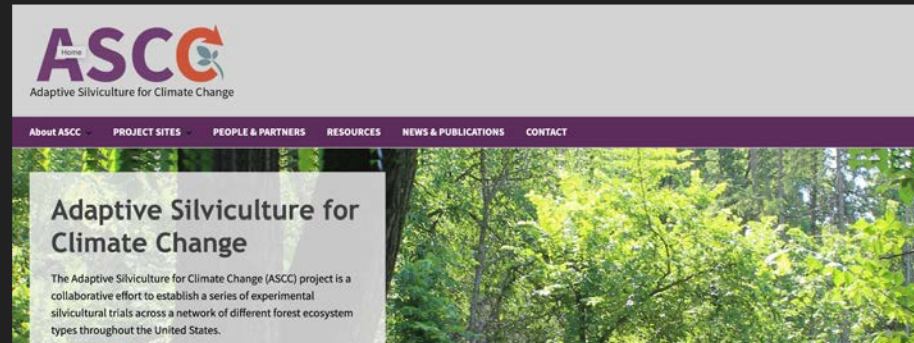 ASCC
Home
Adaptive Silviculture for Climate Change
About ASCC PROJECT SITES PEOPLE & PARTNERS RESOURCES NEWS & PUBLICATIONS CONTACT
Adaptive Silviculture for
Climate Change
The Adaptive Silviculture for Climate Change (ASCC) project is a
collaborative effort to establish a series of experimental
silvicultural trials across a network of different forest ecosystem
types throughout the United States.